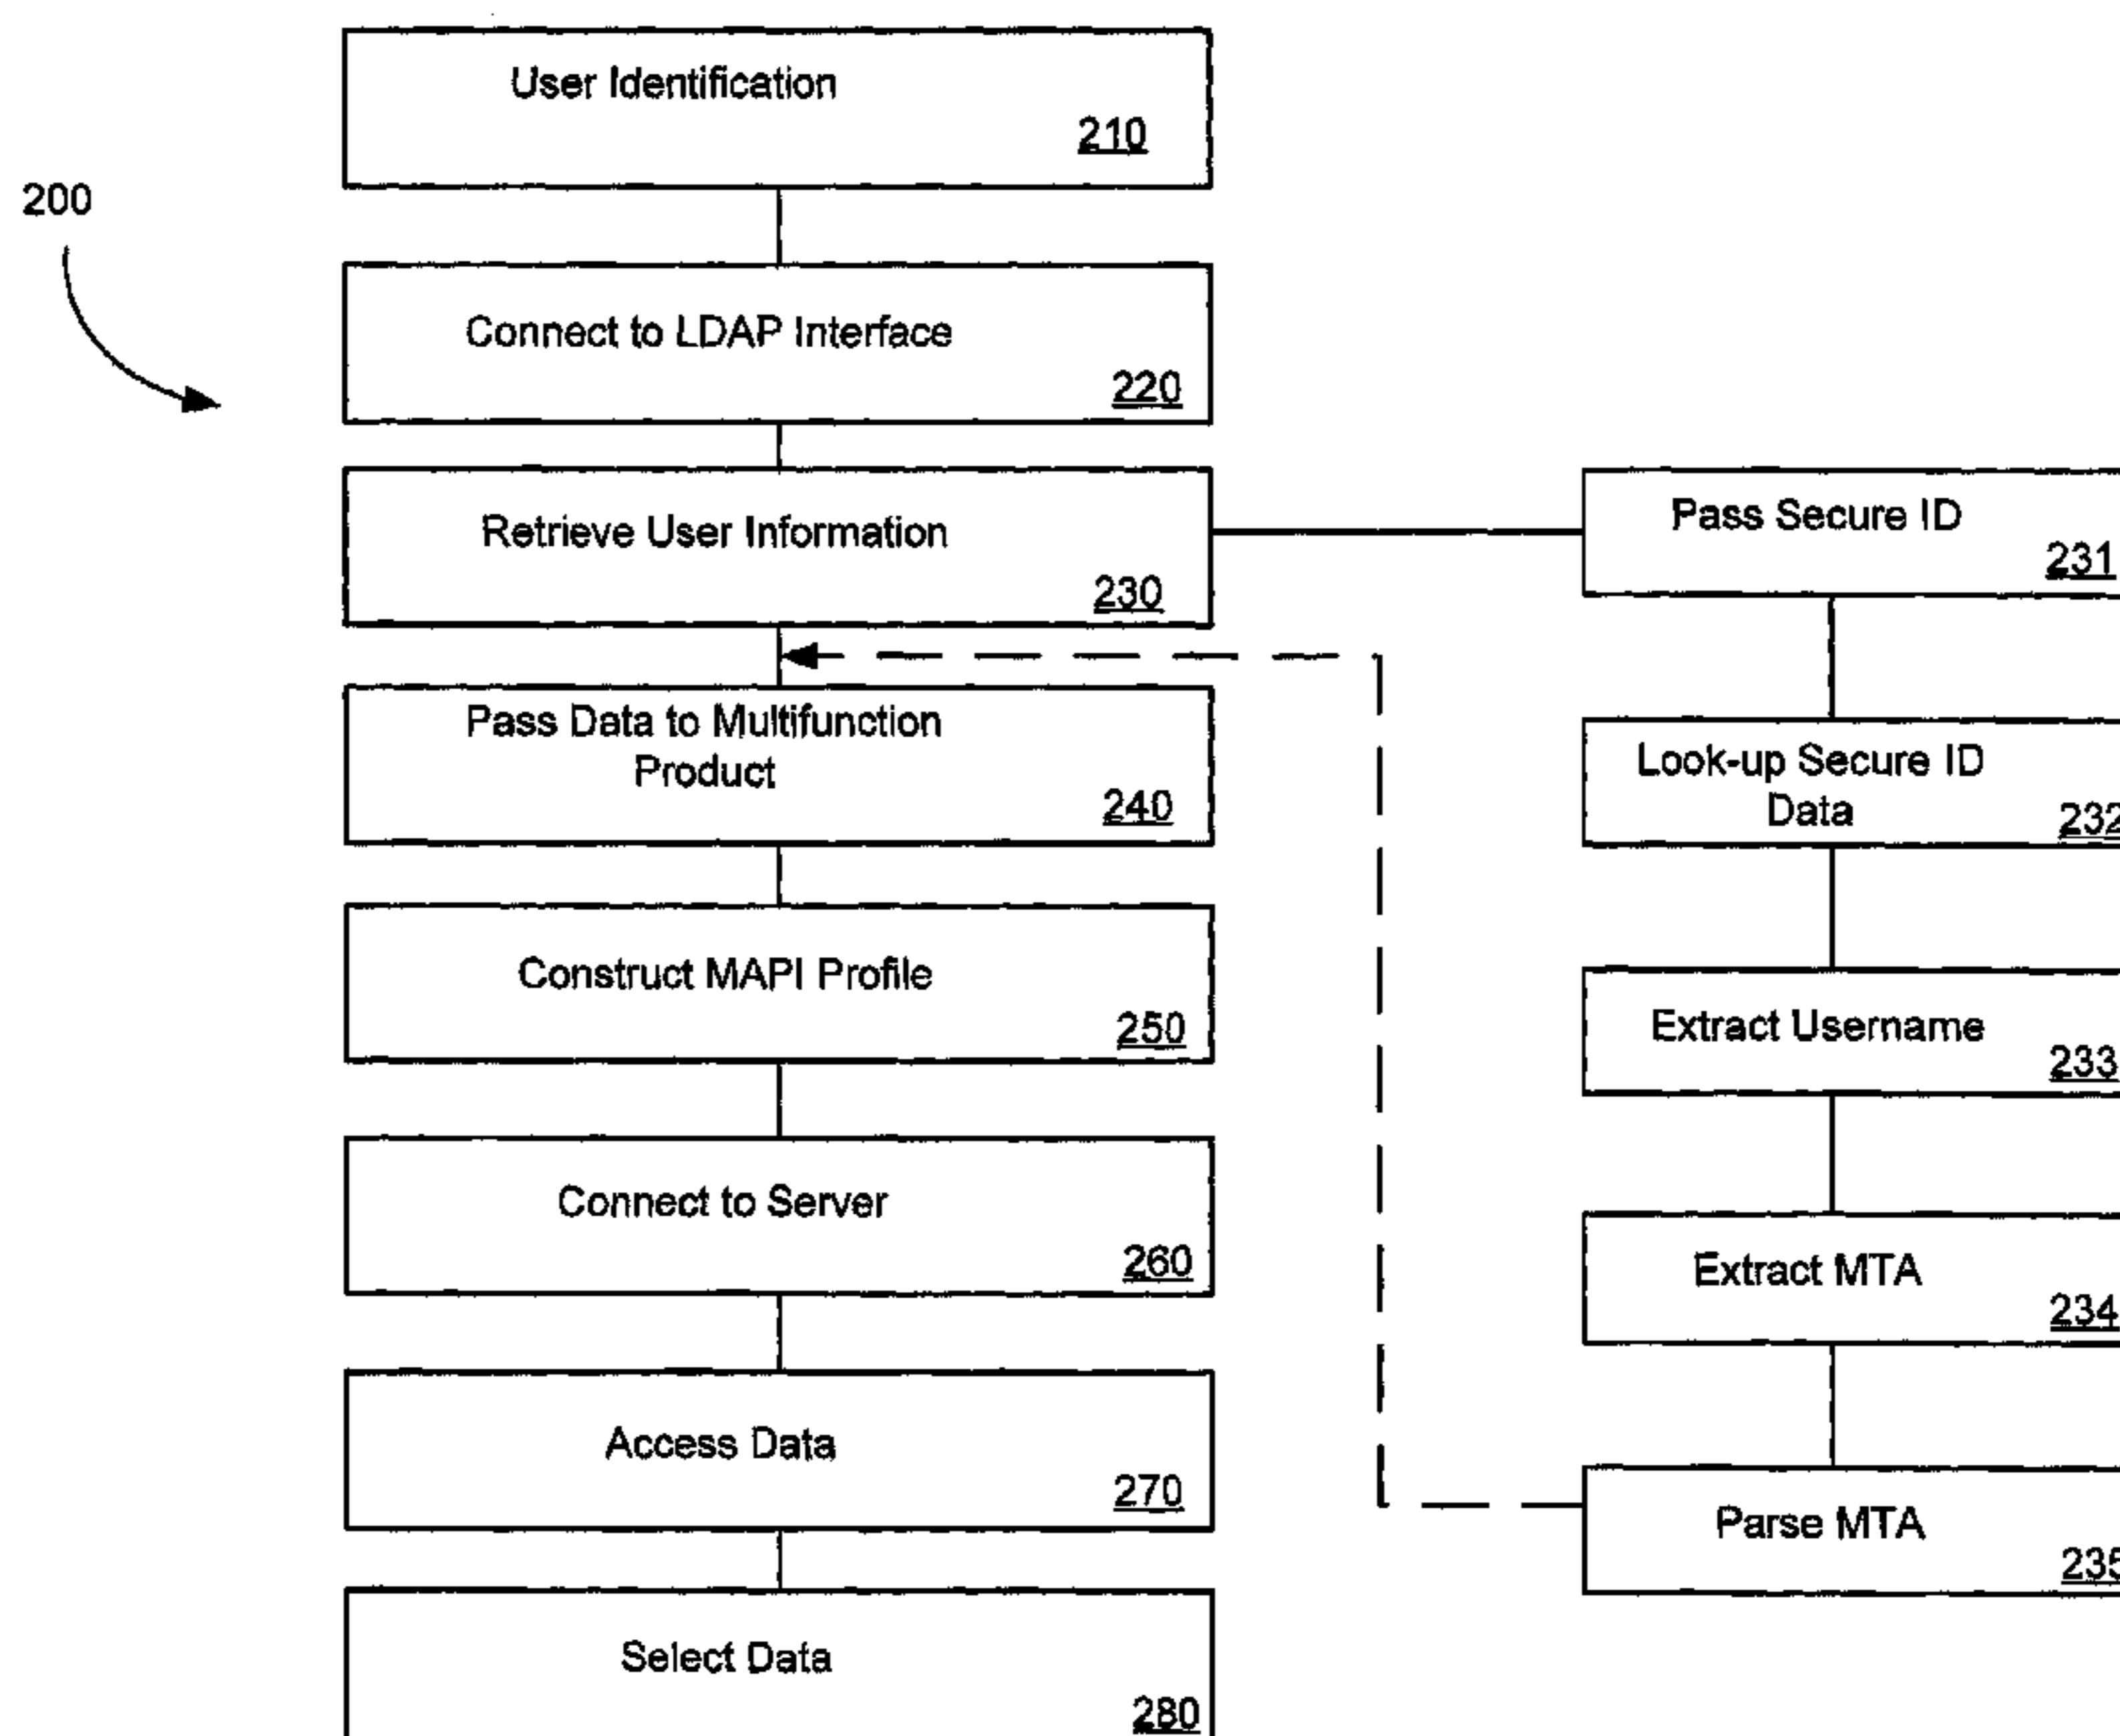 200
User Identification
210
Connect to LDAP Interface
220
Retrieve User Information
230
Pass Data to Multifunction
Product
240
Construct MAPI Profile
250
Connect to Server
260
Access Data
270
Select Data
280
Pass Secure ID
231
Look-up Secure ID
Data
232
Extract Username
233
Extract MTA
234
Parse MTA
235